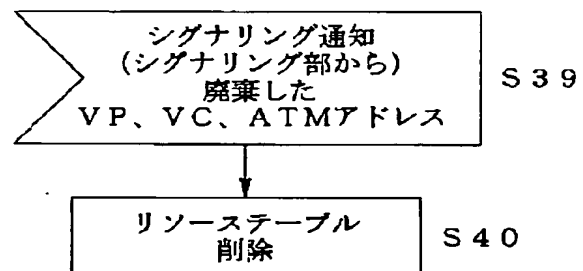 シグナリング通知
(シグナリング部から)
廃棄した
VP、VC、ATMアドレス
S39
リソーステーブル
削除
S40